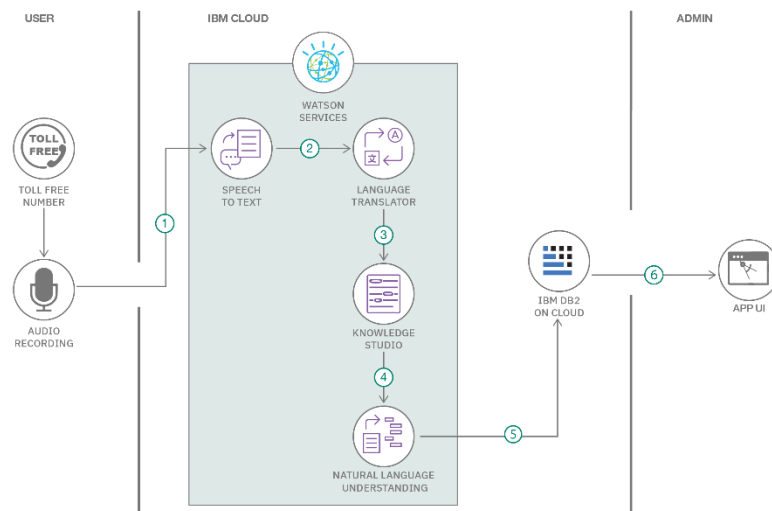 USER
IBM CLOUD
ADMIN
WATSON
SERVICES
TOLL
FREE
TOLL FREE
NUMBER
1
SPEECH
TO TEXT
2
A
文
LANGUAGE
TRANSLATOR
3
AUDIO
RECORDING
KNOWLEDGE
STUDIO
4
NATURAL LANGUAGE
UNDERSTANDING
5
IBM DB2
ON CLOUD
6
APP UI